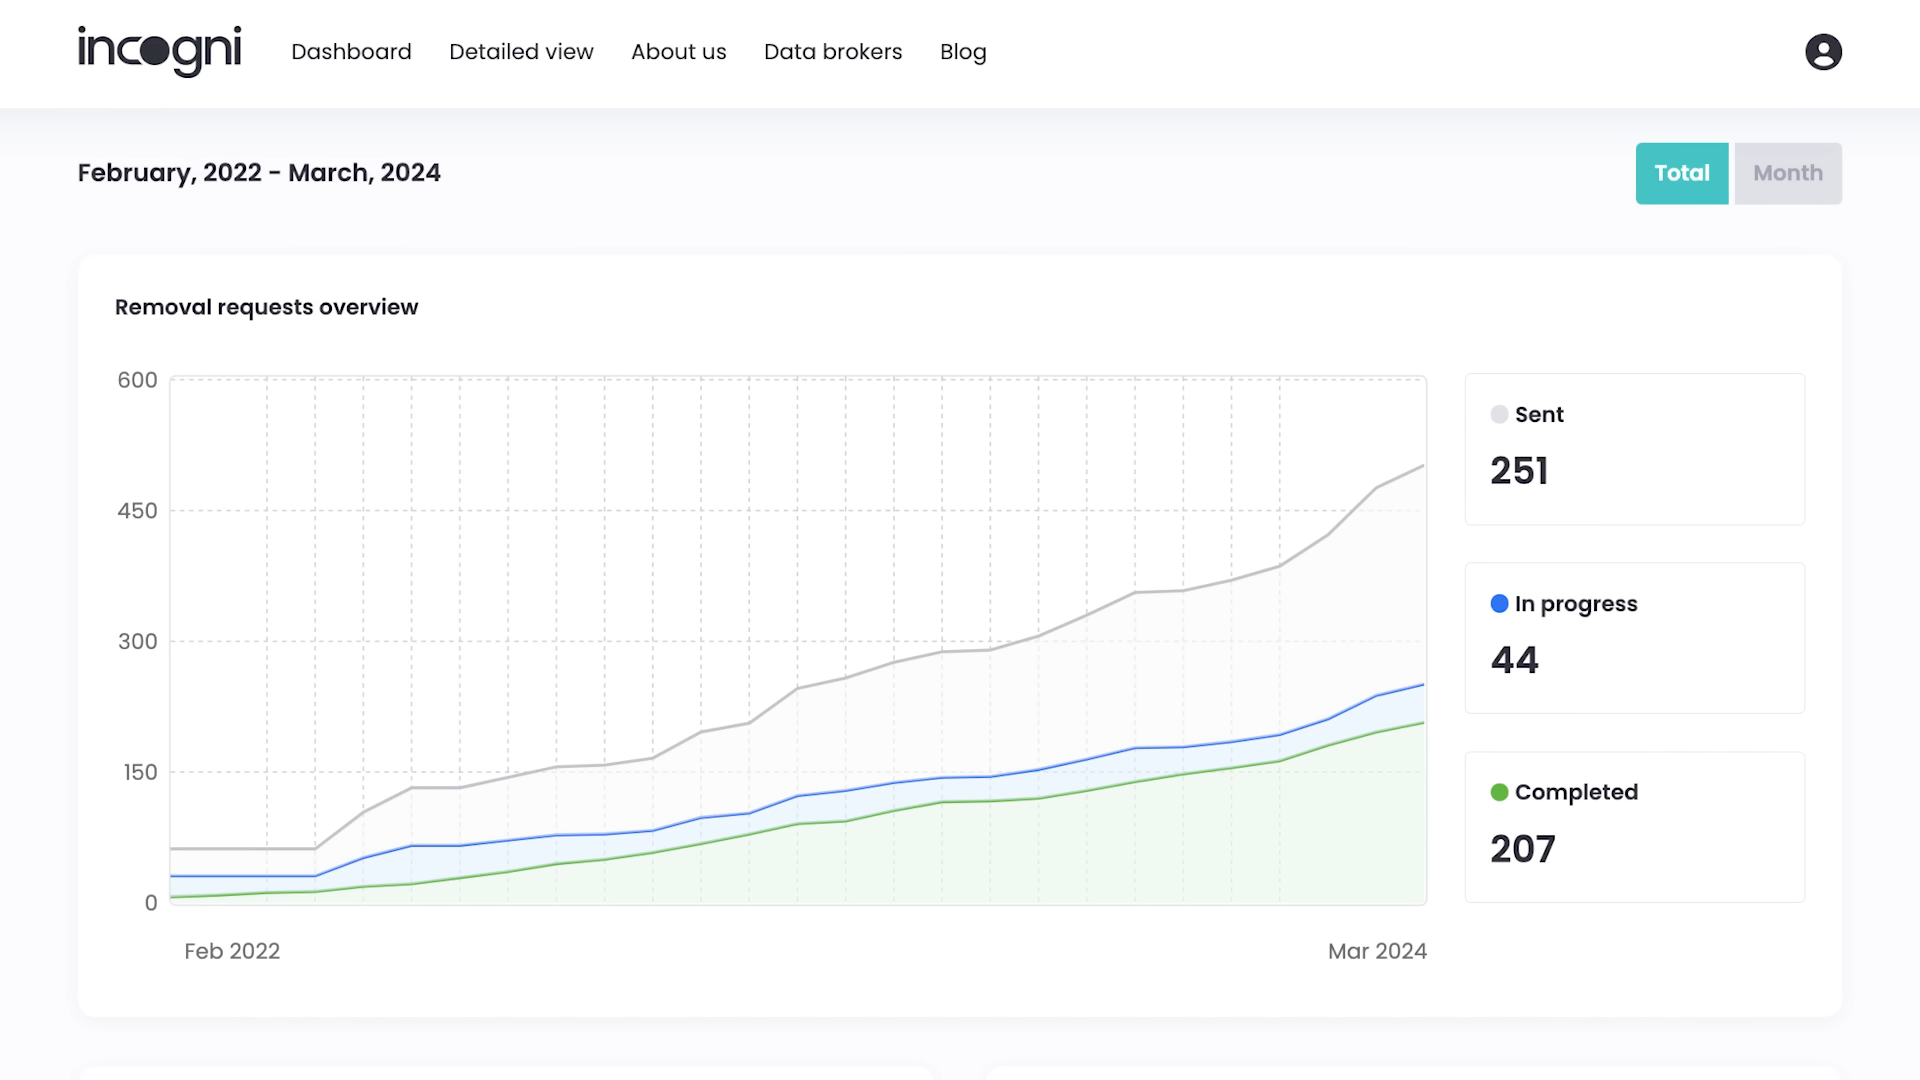 incogni Dashboard Detailed view About us Data brokers Blog
February, 2022 - March, 2024
Total Month
Removal requests overview
600
450
300
150
0
Feb 2022 Mar 2024
Sent
251
In progress
44
Completed
207